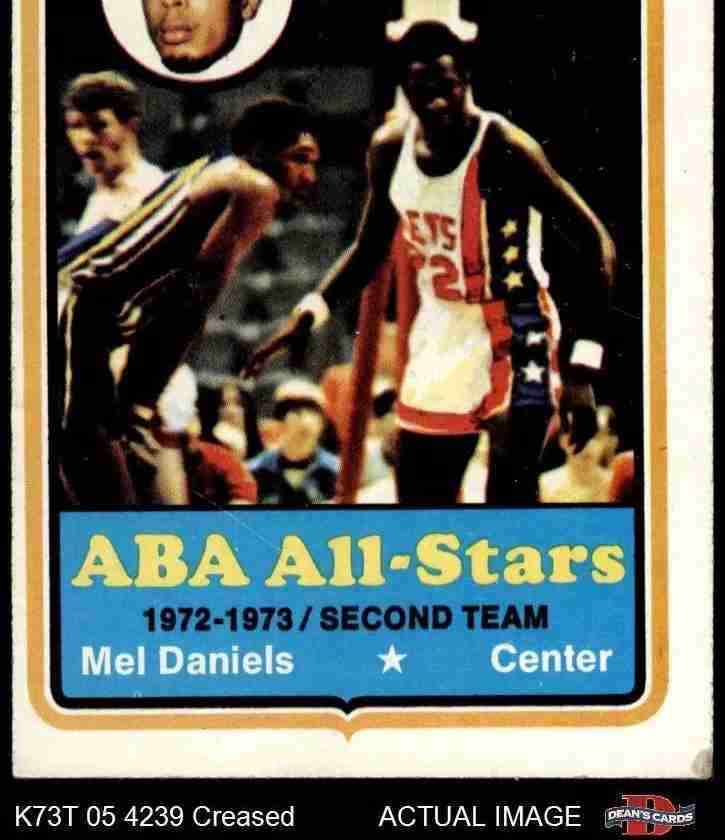 ETS
2
ABA All-Stars
1972-1973 / SECOND TEAM
Mel Daniels ★ Center
K73T 05 4239 Creased ACTUAL IMAGE
D
DEAN'S CARDS